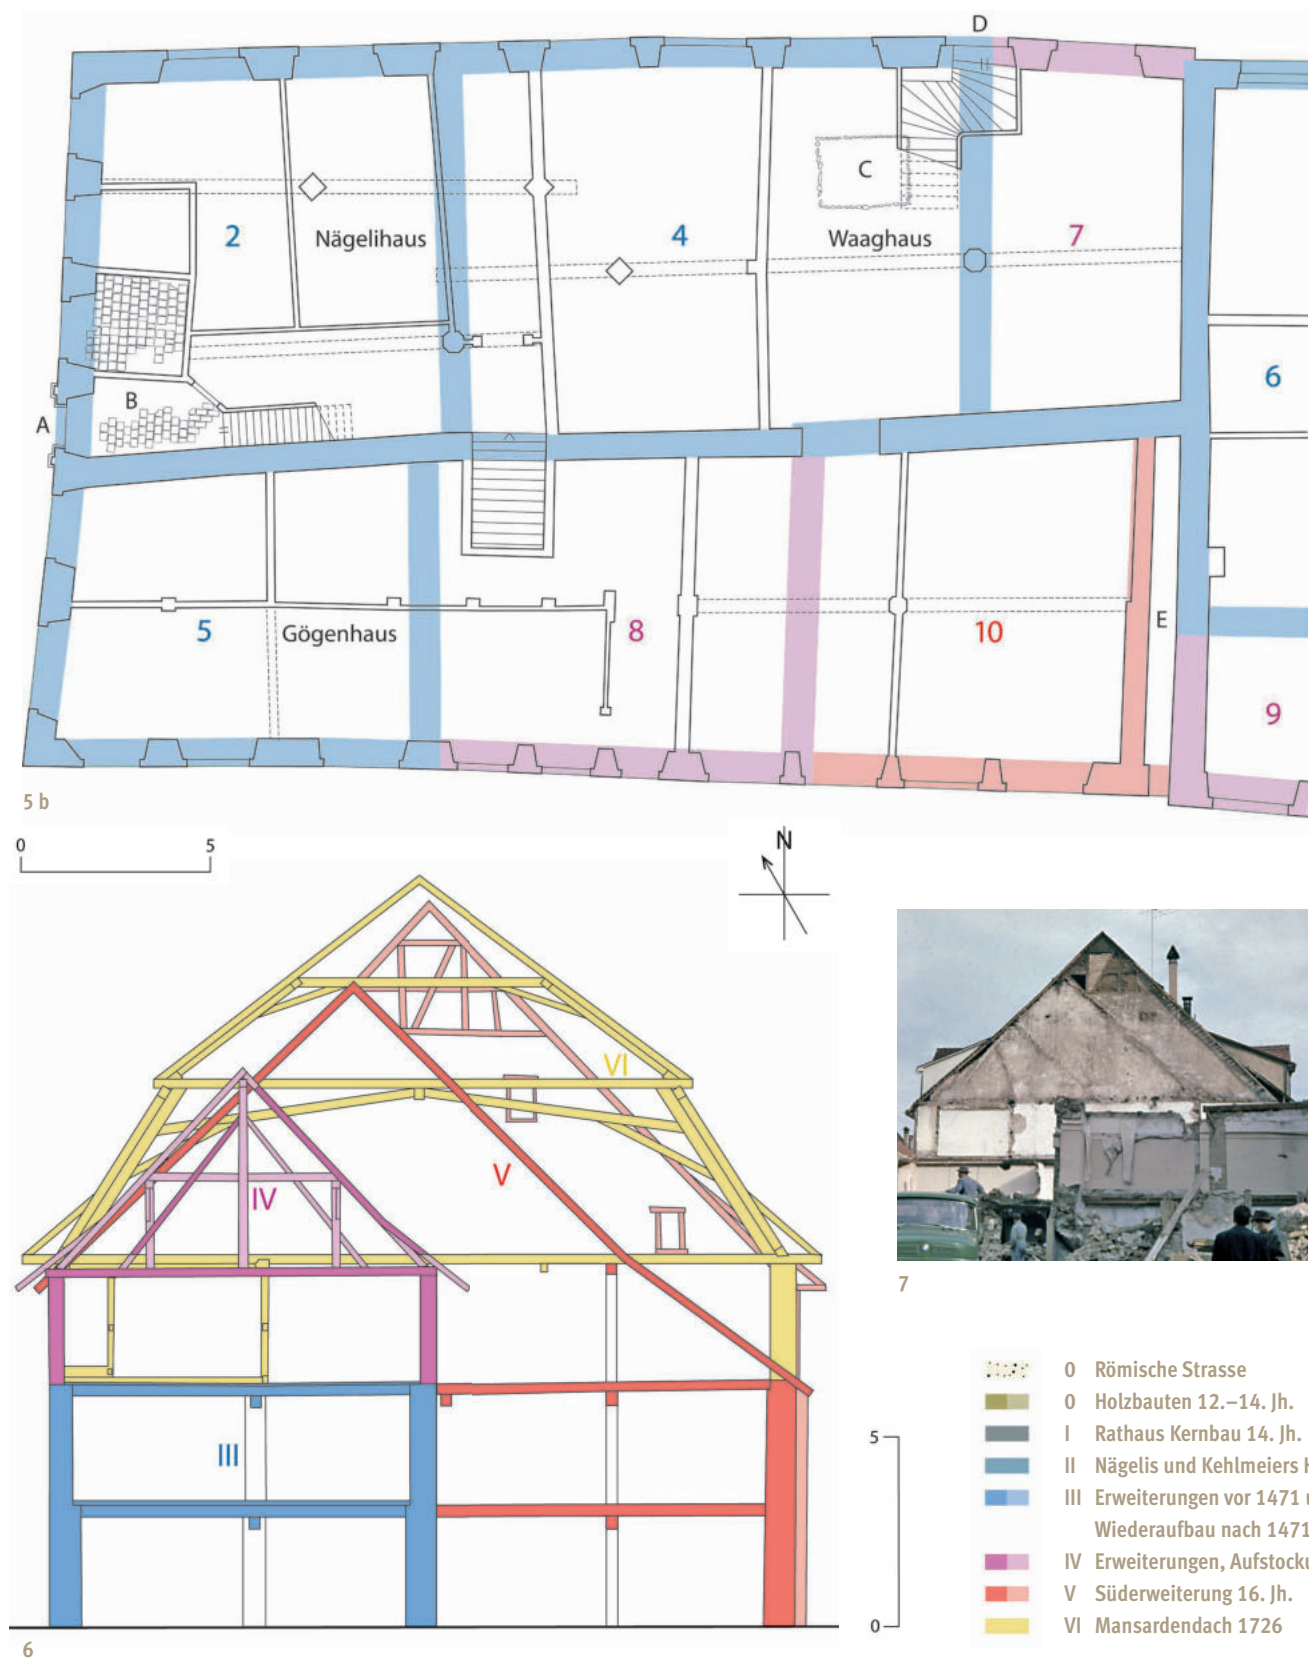 D
C
2
Nägelihaus
4
Waaghaus
7
B
A
6
5
Gögenhaus
8
10
E
9
5 b
0 5
N
VI
V
IV
III
5
0
6
7
0 Römische Strasse
0 Holzbauten 12.–14. Jh.
I Rathaus Kernbau 14. Jh.
II Nägelis und Kehlmeiers
III Erweiterungen vor 1471
Wiederaufbau nach 1471
IV Erweiterungen,
V Süderweiterung 16. Jh.
VI Mansardendach 1726